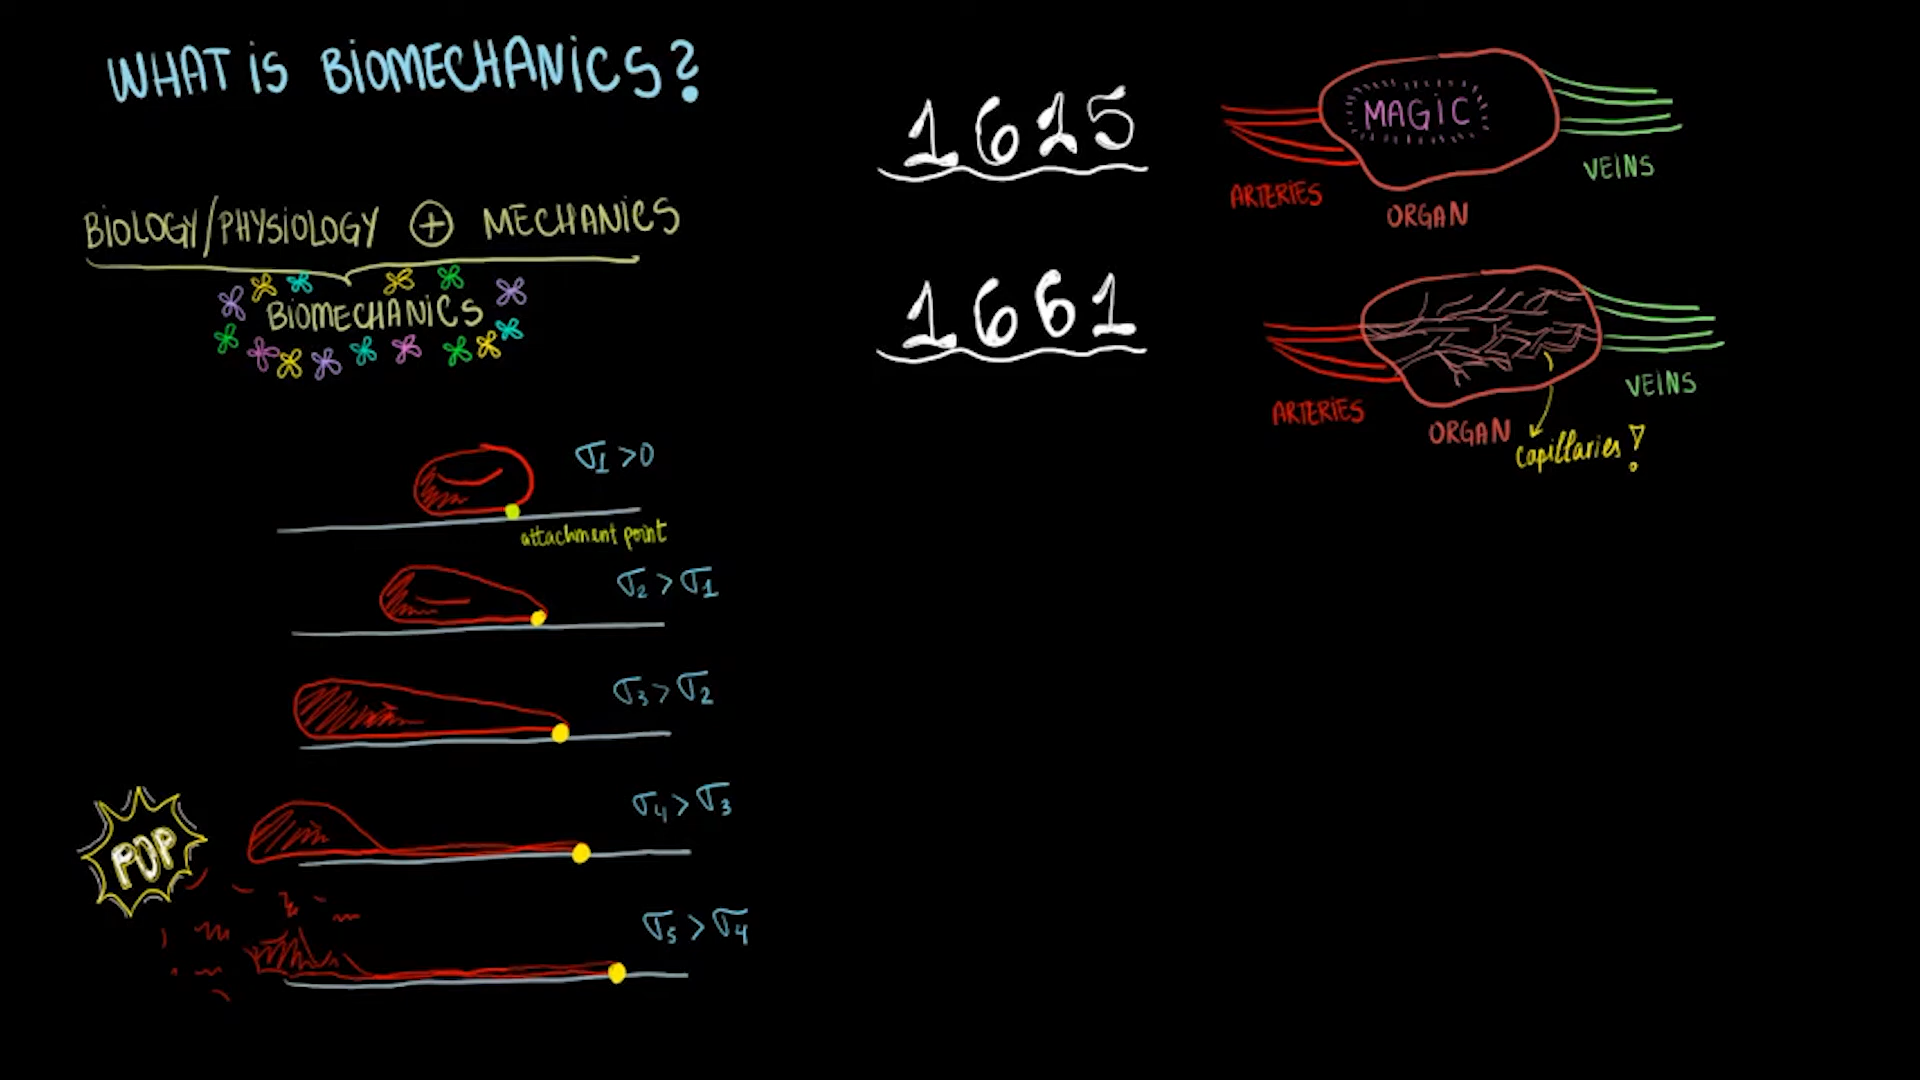 WHAT iS BiOMECHANiCS?
BiOLOGY/PHYSiOLOGY + MECHANiCS
BiOMECHANiCS
σ1 >0
attachment point
σ2 > σ1
σ3 > σ2
σ4 > σ3
POP
σ5 > σ4
1615
MAGiC
ARTERiES
ORGAN
VEiNS
1661
ARTERiES
ORGAN
VEiNS
Capillaries!